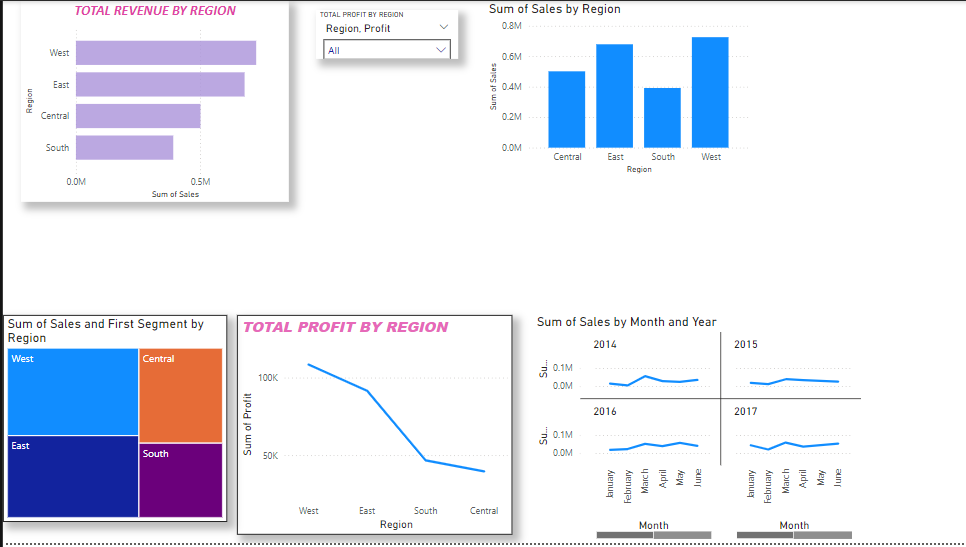 TOTAL REVENUE BY REGION
West
East
Central
South
Region
0.0M
0.5M
Sum of Sales
TOTAL PROFIT BY REGION
Region, Profit
All
Sum of Sales by Region
0.8M
0.6M
0.4M
0.2M
0.0M
Sum of Sales
Central
East
South
West
Region
Sum of Sales and First Segment by
Region
West
Central
East
South
TOTAL PROFIT BY REGION
100K
50K
Sum of Profit
West
East
South
Central
Region
Sum of Sales by Month and Year
2014
2015
Su...
0.1M
0.0M
2016
2017
Su...
0.1M
0.0M
January
February
March
April
May
June
January
February
March
April
May
June
Month
Month